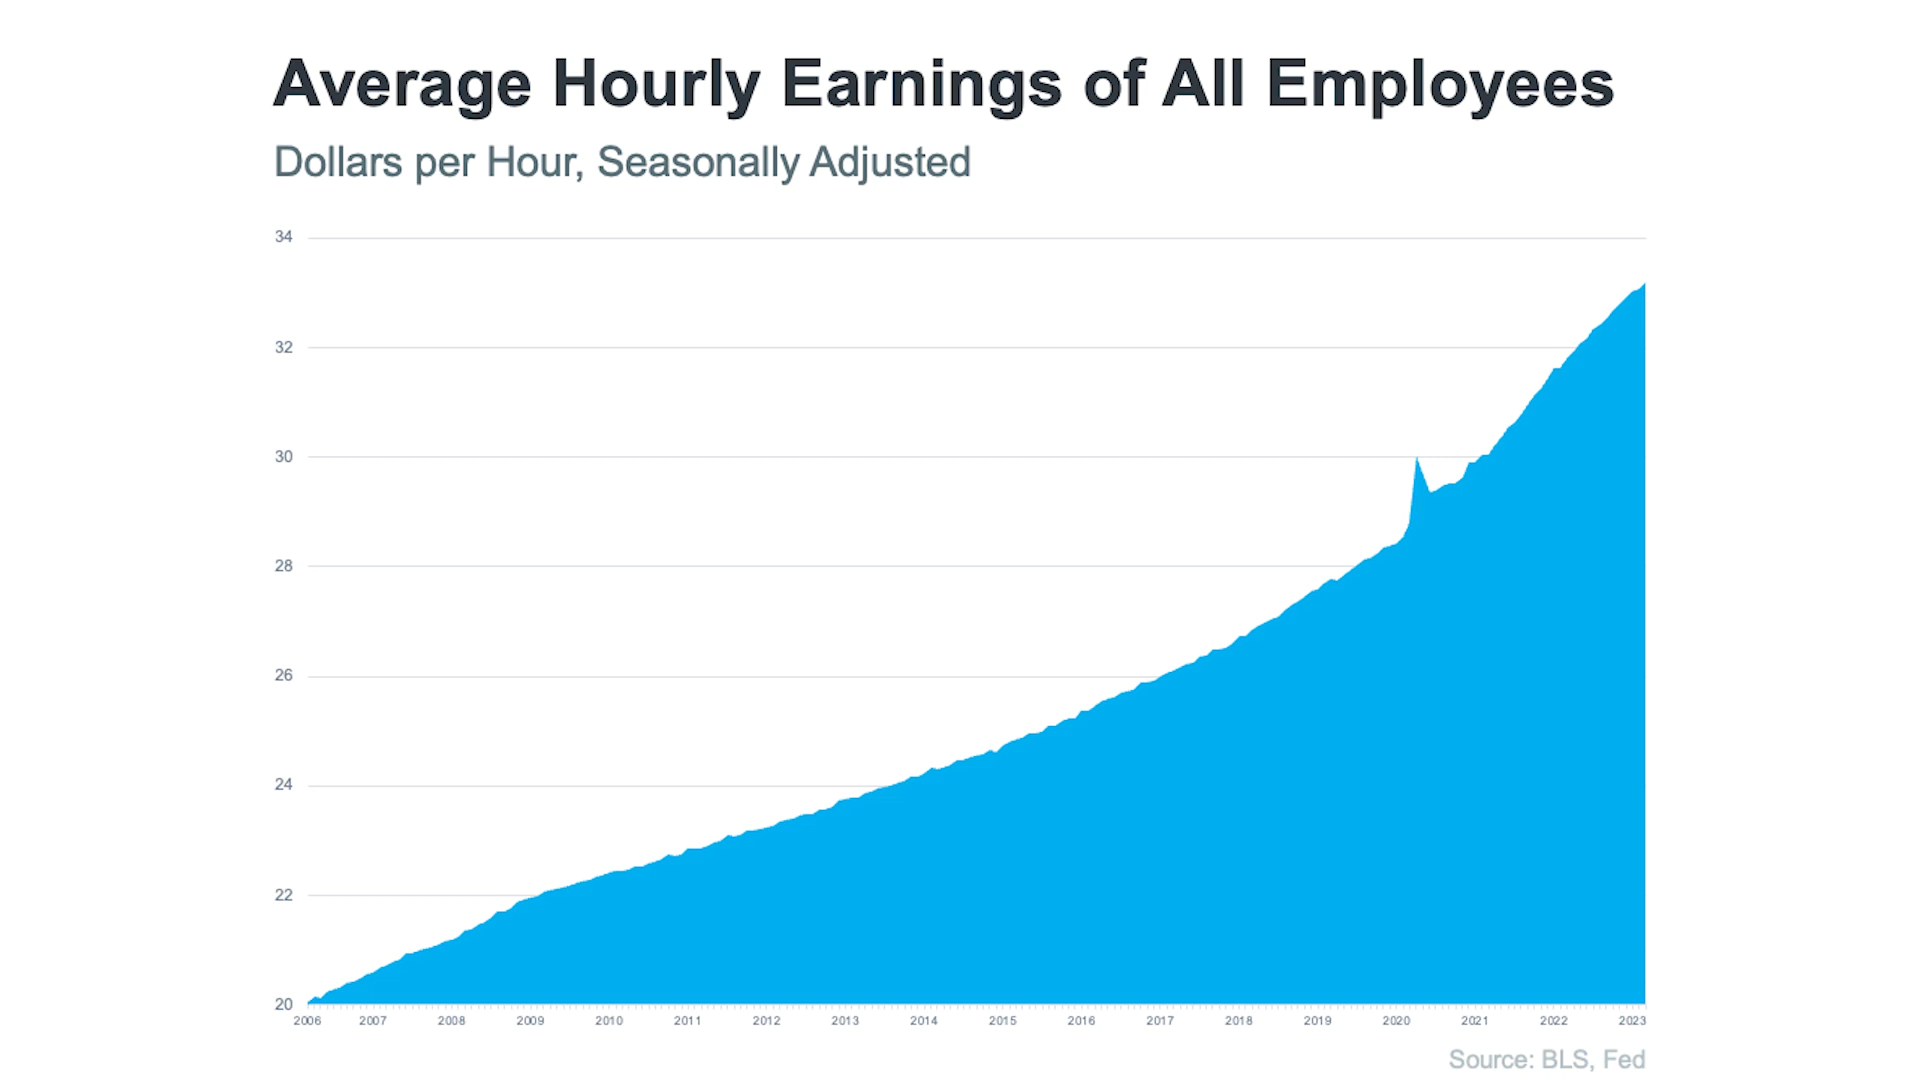 Average Hourly Earnings of All Employees
Dollars per Hour, Seasonally Adjusted
34
32
30
28
26
24
22
20
2006 2007 2008 2009 2010 2011 2012 2013 2014 2015 2016 2017 2018 2019 2020 2021 2022 2023
Source: BLS, Fed